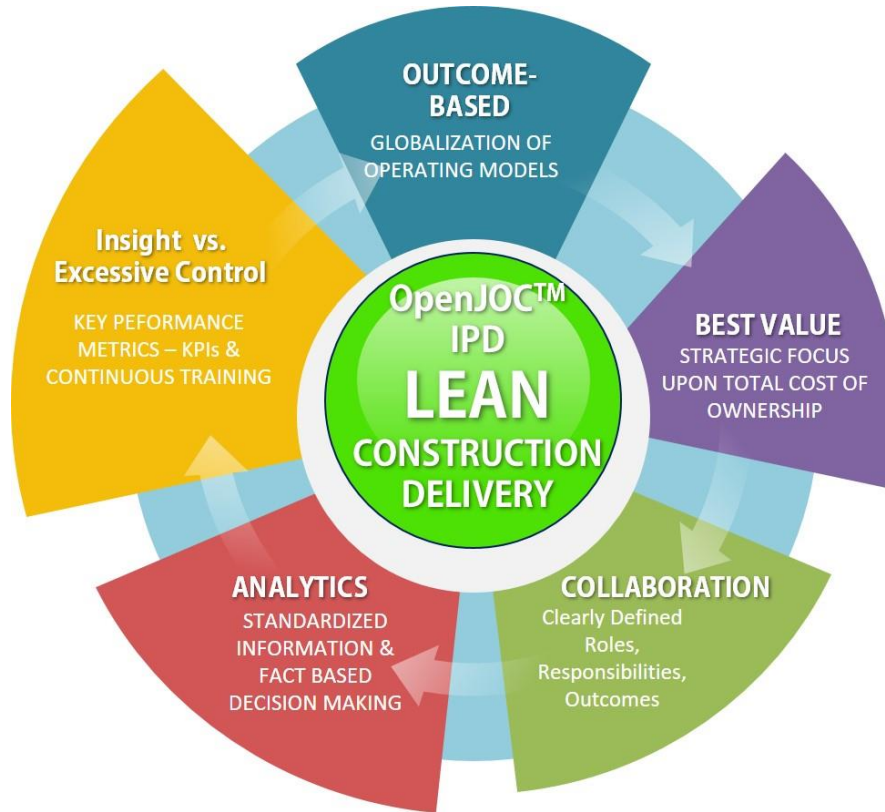 OUTCOME-
BASED
GLOBALIZATION OF
OPERATING MODELS
BEST VALUE
STRATEGIC FOCUS
UPON TOTAL COST OF
OWNERSHIP
COLLABORATION
Clearly Defined
Roles,
Responsibilities,
Outcomes
ANALYTICS
STANDARDIZED
INFORMATION &
FACT BASED
DECISION MAKING
Insight vs.
Excessive Control
KEY PEFORMANCE
METRICS – KPIs &
CONTINUOUS TRAINING
OpenJOC™
IPD
LEAN
CONSTRUCTION
DELIVERY